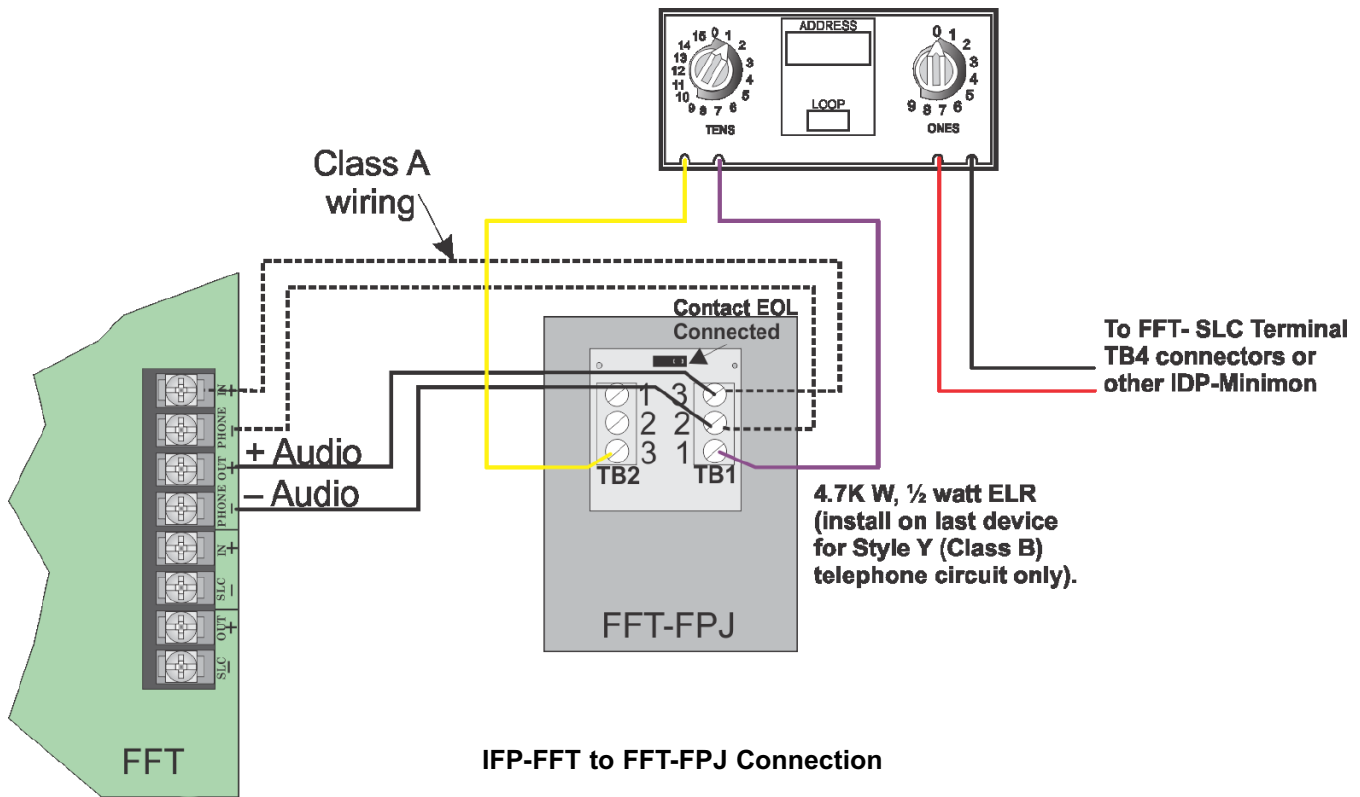 ADDRESS
15 0 1
14 2
13 3
12 4
11 5
10 6
9 8 7
TENS
LOOP
0 1
2
3
4
5
9 8 7 6
ONES
Class A
wiring
Contact EOL
Connected
To FFT- SLC Terminal
TB4 connectors or
other IDP-Minimon
IN
+
PHONE
–
OUT
+
PHONE
–
IN
+
SLC
–
OUT
+
SLC
–
+ Audio
– Audio
1 3
2 2
3 1
TB2 TB1
4.7K W, ½ watt ELR
(install on last device
for Style Y (Class B)
telephone circuit only).
FFT-FPJ
FFT
IFP-FFT to FFT-FPJ Connection